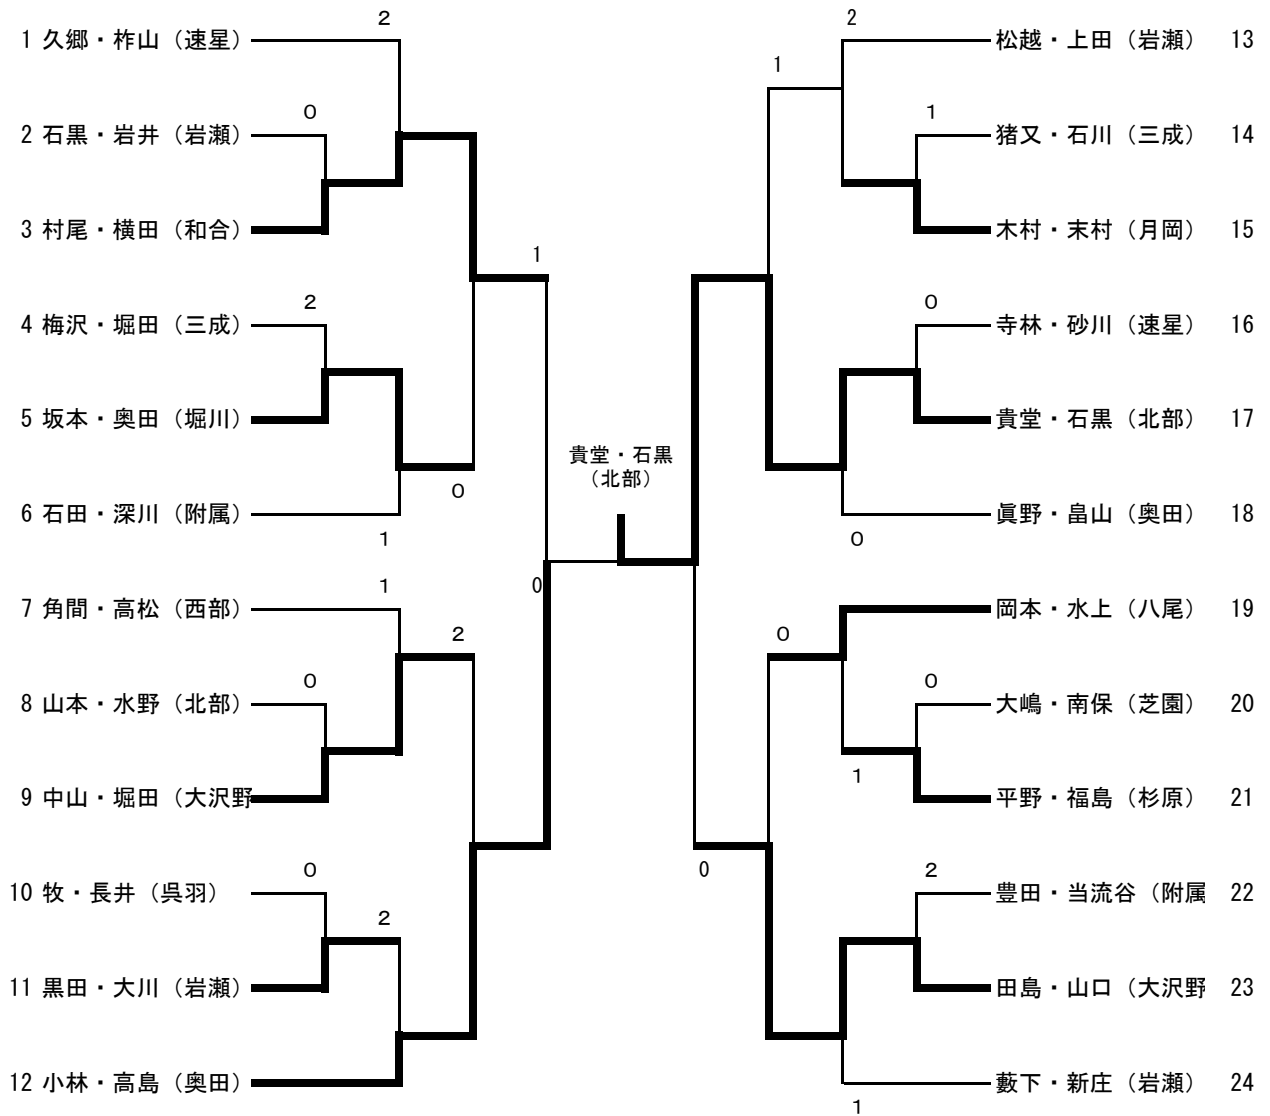 2
1 久郷・柞山（速星）
0
2 石黒・岩井（岩瀬）
3 村尾・横田（和合）
1
2
4 梅沢・堀田（三成）
5 坂本・奥田（堀川）
0
6 石田・深川（附属）
1
1
7 角間・高松（西部）
2
0
8 山本・水野（北部）
9 中山・堀田（大沢野
0
10 牧・長井（呉羽）
2
11 黒田・大川（岩瀬）
12 小林・高島（奥田）
貴堂・石黒
（北部）
0
2
松越・上田（岩瀬） 13
1
1
猪又・石川（三成） 14
木村・末村（月岡） 15
0
寺林・砂川（速星） 16
貴堂・石黒（北部） 17
眞野・畠山（奥田） 18
0
岡本・水上（八尾） 19
0
0
大嶋・南保（芝園） 20
1
平野・福島（杉原） 21
0
2
豊田・当流谷（附属 22
田島・山口（大沢野 23
藪下・新庄（岩瀬） 24
1